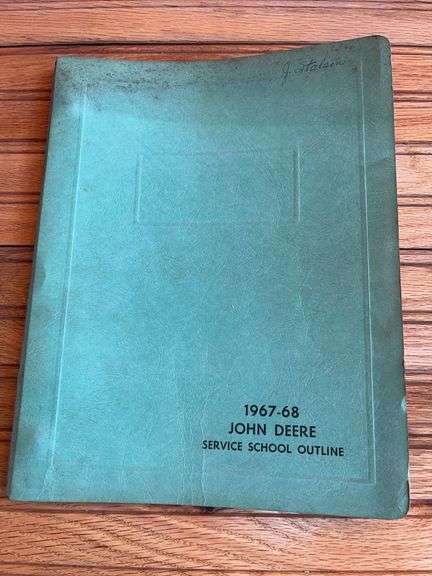 1967-68
JOHN DEERE
SERVICE SCHOOL OUTLINE